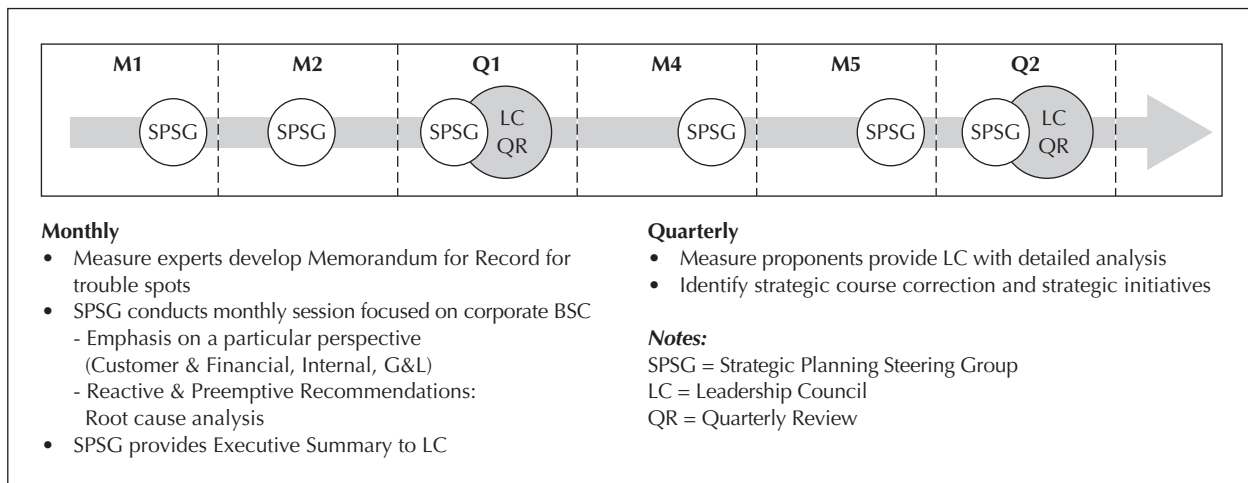 M1 M2 Q1 M4 M5 Q2
SPSG SPSG SPSG LC QR SPSG SPSG SPSG LC QR
Monthly
• Measure experts develop Memorandum for Record for
trouble spots
• SPSG conducts monthly session focused on corporate BSC
- Emphasis on a particular perspective
(Customer & Financial, Internal, G&L)
- Reactive & Preemptive Recommendations:
Root cause analysis
• SPSG provides Executive Summary to LC
Quarterly
• Measure proponents provide LC with detailed analysis
• Identify strategic course correction and strategic initiatives
Notes:
SPSG = Strategic Planning Steering Group
LC = Leadership Council
QR = Quarterly Review